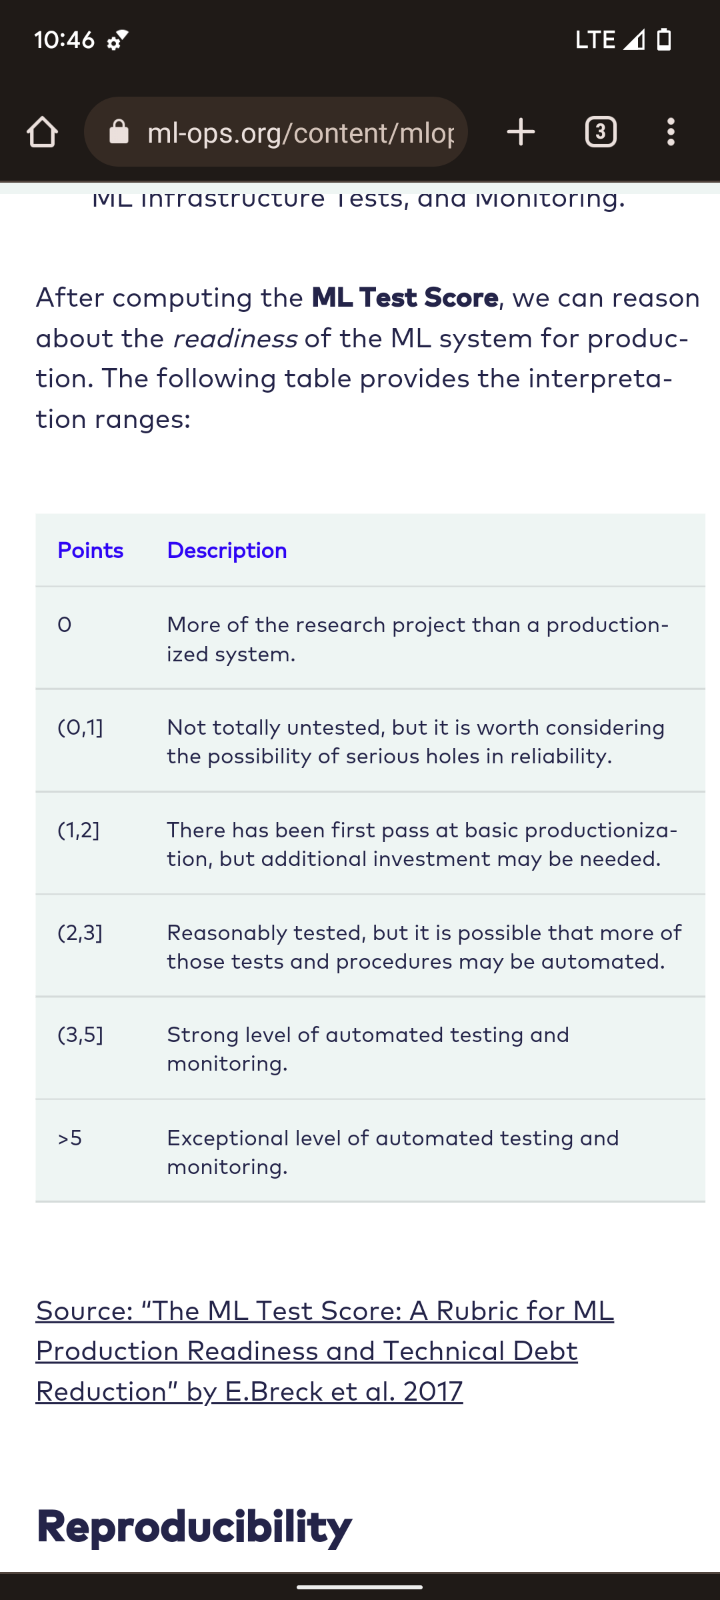 10:46
LTE
ml-ops.org/content/mlop
3
ML Infrastructure Tests, and Monitoring.
After computing the ML Test Score, we can reason
about the readiness of the ML system for produc-
tion. The following table provides the interpreta-
tion ranges:
Points Description
0 More of the research project than a production-
ized system.
(0,1] Not totally untested, but it is worth considering
the possibility of serious holes in reliability.
(1,2] There has been first pass at basic productioniza-
tion, but additional investment may be needed.
(2,3] Reasonably tested, but it is possible that more of
those tests and procedures may be automated.
(3,5] Strong level of automated testing and
monitoring.
>5 Exceptional level of automated testing and
monitoring.
Source: “The ML Test Score: A Rubric for ML
Production Readiness and Technical Debt
Reduction” by E.Breck et al. 2017
Reproducibility